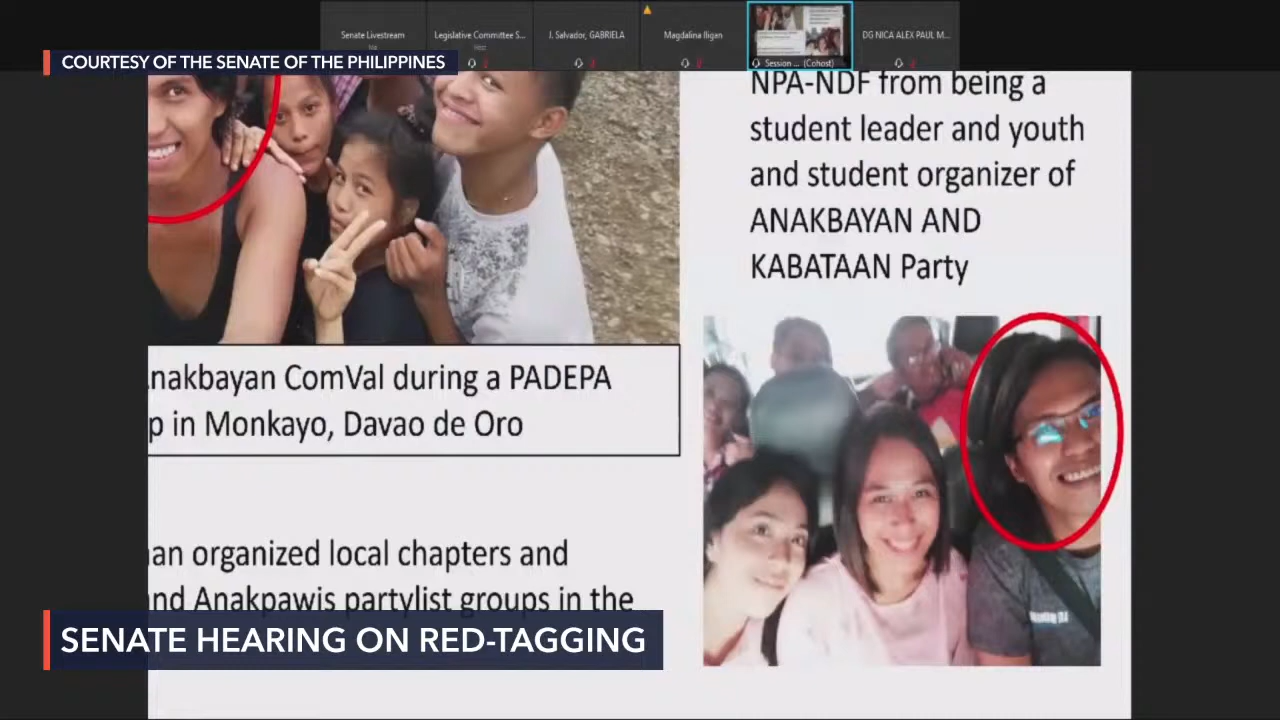 Senate Livestream
Legislative Committee S...
J. Salvador, GABRIELA
Magdalina Iligan
DG NICA ALEX PAUL M...
Session ... (Cohost)
COURTESY OF THE SENATE OF THE PHILIPPINES
NPA-NDF from being a
student leader and youth
and student organizer of
ANAKBAYAN AND
KABATAAN Party
nakbayan ComVal during a PADEPA
p in Monkayo, Davao de Oro
an organized local chapters and
nd Anakpawis partylist groups in the
SENATE HEARING ON RED-TAGGING